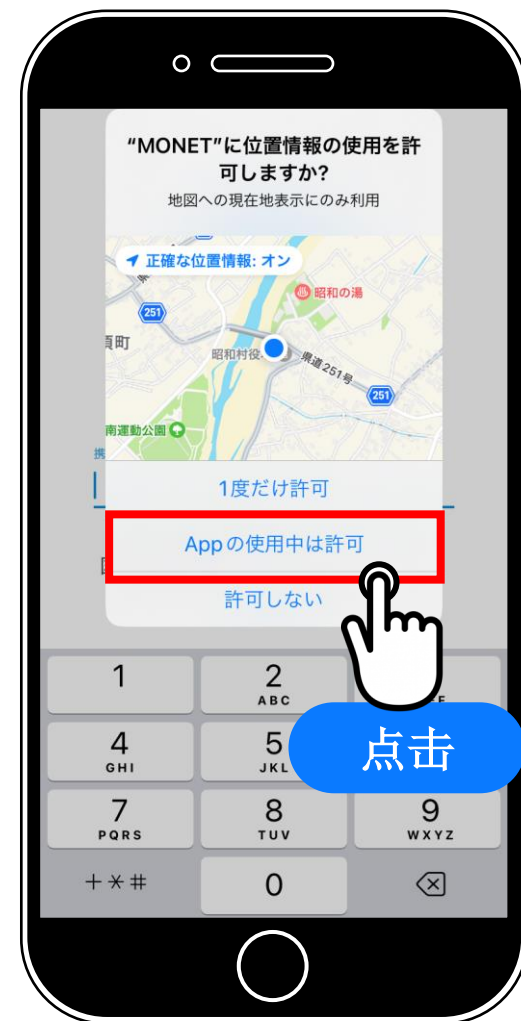 “MONET”に位置情報の使用を許
可しますか?
地図への現在地表示にのみ利用
正確な位置情報: オン
昭和の湯
251
頁町
昭和村役
県道251号
251
南運動公園
携
1度だけ許可
Appの使用中は許可
許可しない
1
2
ABC
4
GHI
5
JKL
点击
7
PQRS
8
TUV
9
WXYZ
+*#
0